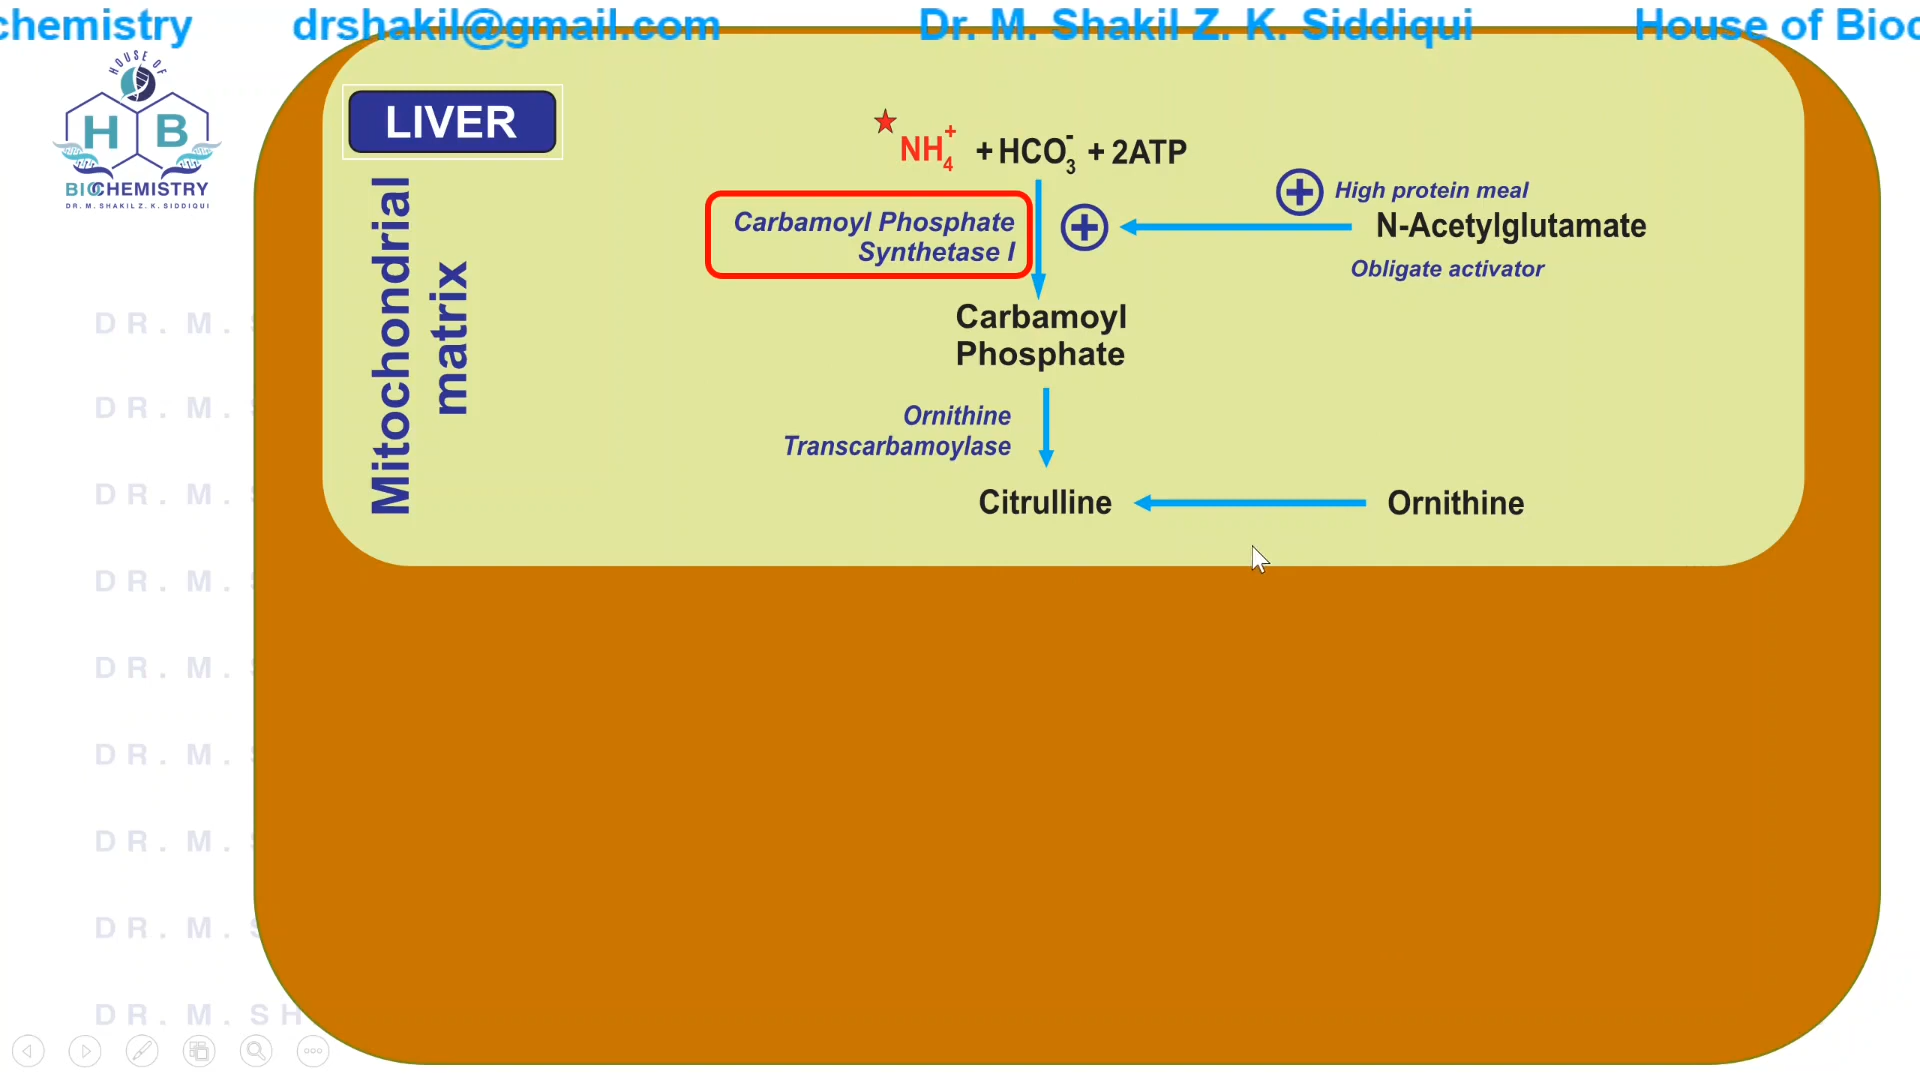 chemistry drshakil@gmail.com Dr. M. Shakil Z. K. Siddiqui House of Bioc
HOUSE OF
H B
BIOCHEMISTRY
DR. M. SHAKIL Z. K. SIDDIQUI
LIVER
Mitochondrial
matrix
NH4+ + HCO3- + 2ATP
Carbamoyl Phosphate
Synthetase I
High protein meal
N-Acetylglutamate
Obligate activator
Carbamoyl
Phosphate
Ornithine
Transcarbamoylase
Citrulline
Ornithine
DR. M. S
DR. M. S
DR. M. S
DR. M. S
DR. M. S
DR. M. S
DR. M. S
DR. M. S
DR. M. SH